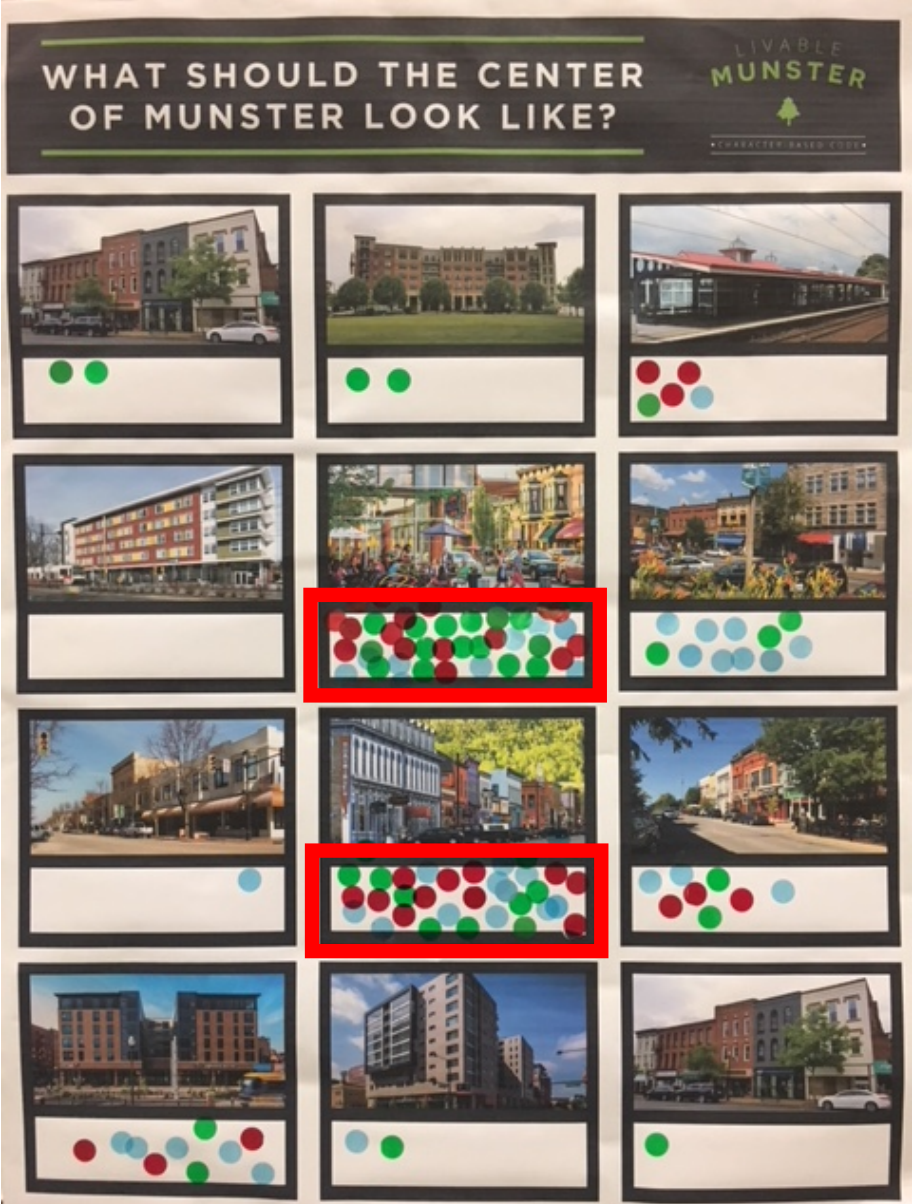 WHAT SHOULD THE CENTER
OF MUNSTER LOOK LIKE?
LIVABLE
MUNSTER
•CHARACTER-BASED CODE•